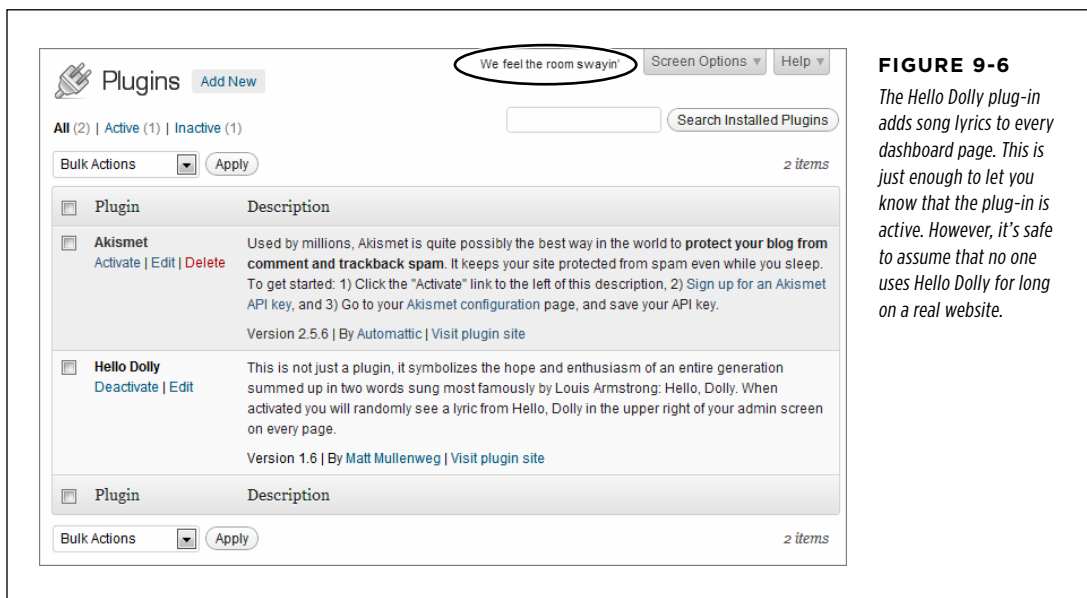 We feel the room swayin'
Screen Options
Help
Plugins Add New
All (2) | Active (1) | Inactive (1)
Search Installed Plugins
Bulk Actions Apply 2 items
Plugin Description
Akismet
Activate | Edit | Delete
Used by millions, Akismet is quite possibly the best way in the world to protect your blog from
comment and trackback spam. It keeps your site protected from spam even while you sleep.
To get started: 1) Click the "Activate" link to the left of this description, 2) Sign up for an Akismet
API key, and 3) Go to your Akismet configuration page, and save your API key.
Version 2.5.6 | By Automattic | Visit plugin site
Hello Dolly
Deactivate | Edit
This is not just a plugin, it symbolizes the hope and enthusiasm of an entire generation
summed up in two words sung most famously by Louis Armstrong: Hello, Dolly. When
activated you will randomly see a lyric from Hello, Dolly in the upper right of your admin screen
on every page.
Version 1.6 | By Matt Mullenweg | Visit plugin site
Plugin Description
Bulk Actions Apply 2 items
FIGURE 9-6
The Hello Dolly plug-in
adds song lyrics to every
dashboard page. This is
just enough to let you
know that the plug-in is
active. However, it's safe
to assume that no one
uses Hello Dolly for long
on a real website.